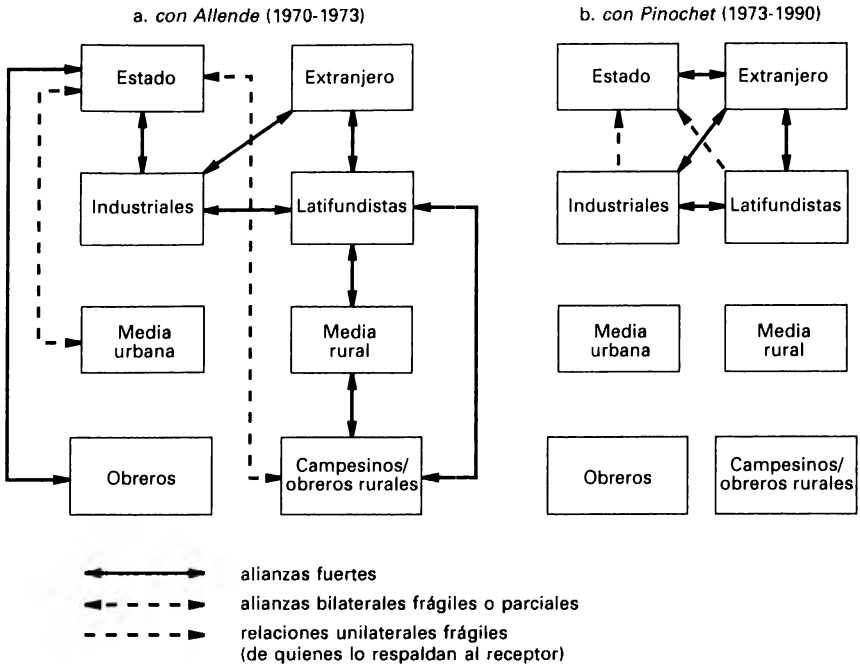 a. con Allende (1970-1973)
Estado
Extranjero
Industriales
Latifundistas
Media
urbana
Media
rural
Obreros
Campesinos/
obreros rurales
b. con Pinochet (1973-1990)
Estado
Extranjero
Industriales
Latifundistas
Media
urbana
Media
rural
Obreros
Campesinos/
obreros rurales
alianzas fuertes
alianzas bilaterales frágiles o parciales
relaciones unilaterales frágiles
(de quienes lo respaldan al receptor)